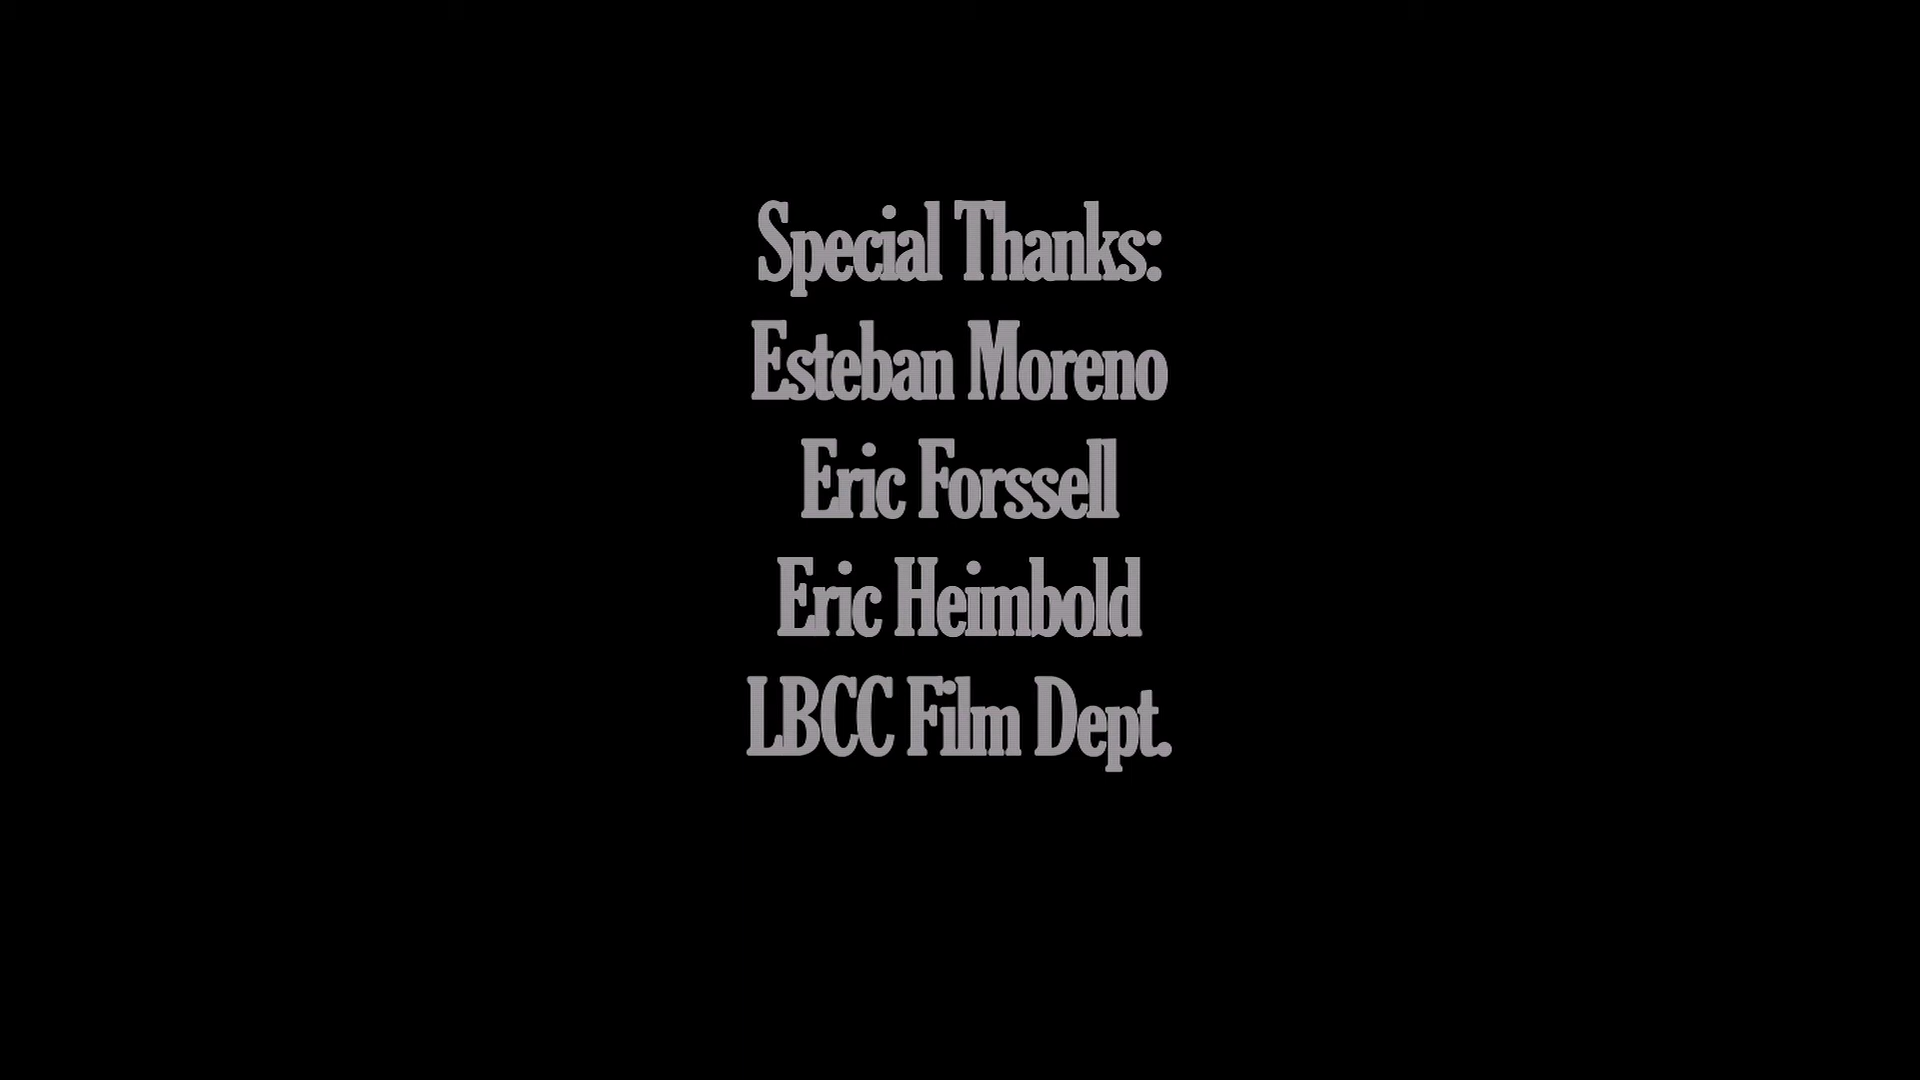 Special Thanks:
Esteban Moreno
Eric Forssell
Eric Heimbold
LBCC Film Dept.